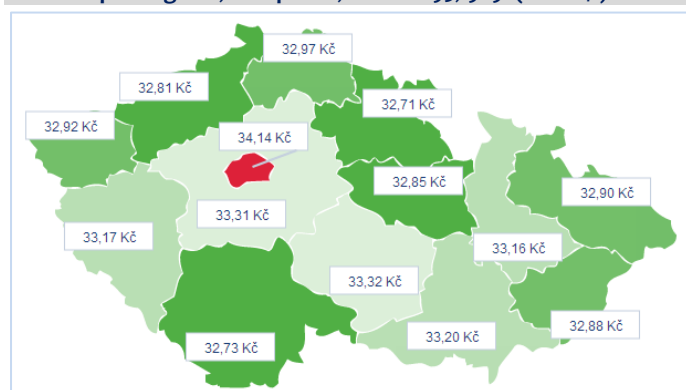 32,97 Kč
32,81 Kč
32,71 Kč
32,92 Kč
34,14 Kč
32,85 Kč
32,90 Kč
33,31 Kč
33,17 Kč
33,16 Kč
33,32 Kč
32,88 Kč
33,20 Kč
32,73 Kč